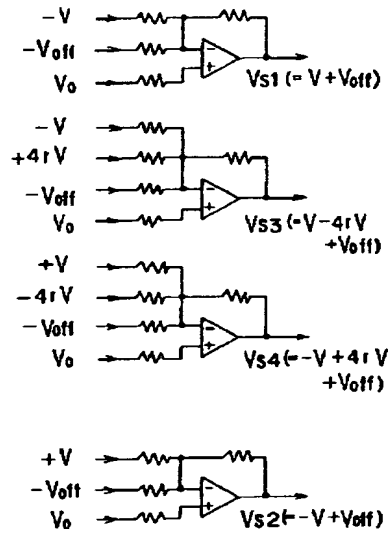 -V
-Voff
Vo
- +
VS1 (= V + Voff)
-V
+4rV
-Voff
Vo
- +
VS3 (= V - 4rV
+Voff)
+V
-4rV
-Voff
Vo
- +
VS4 (= -V + 4rV
+Voff)
+V
-Voff
Vo
- +
VS2 (= -V + Voff)